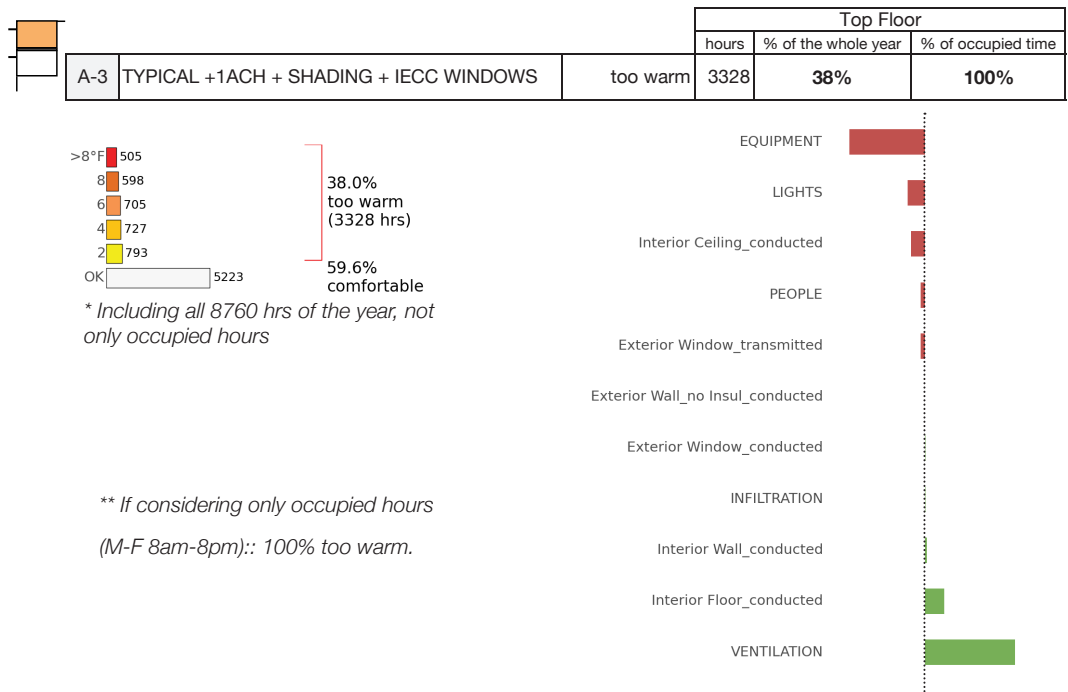 Top Floor
hours % of the whole year % of occupied time
A-3 TYPICAL +1ACH + SHADING + IECC WINDOWS too warm 3328 38% 100%
>8°F 505
8 598
6 705
4 727
2 793
OK 5223
38.0%
too warm
(3328 hrs)
59.6%
comfortable
* Including all 8760 hrs of the year, not
only occupied hours
** If considering only occupied hours
(M-F 8am-8pm):: 100% too warm.
EQUIPMENT
LIGHTS
Interior Ceiling_conducted
PEOPLE
Exterior Window_transmitted
Exterior Wall_no Insul_conducted
Exterior Window_conducted
INFILTRATION
Interior Wall_conducted
Interior Floor_conducted
VENTILATION